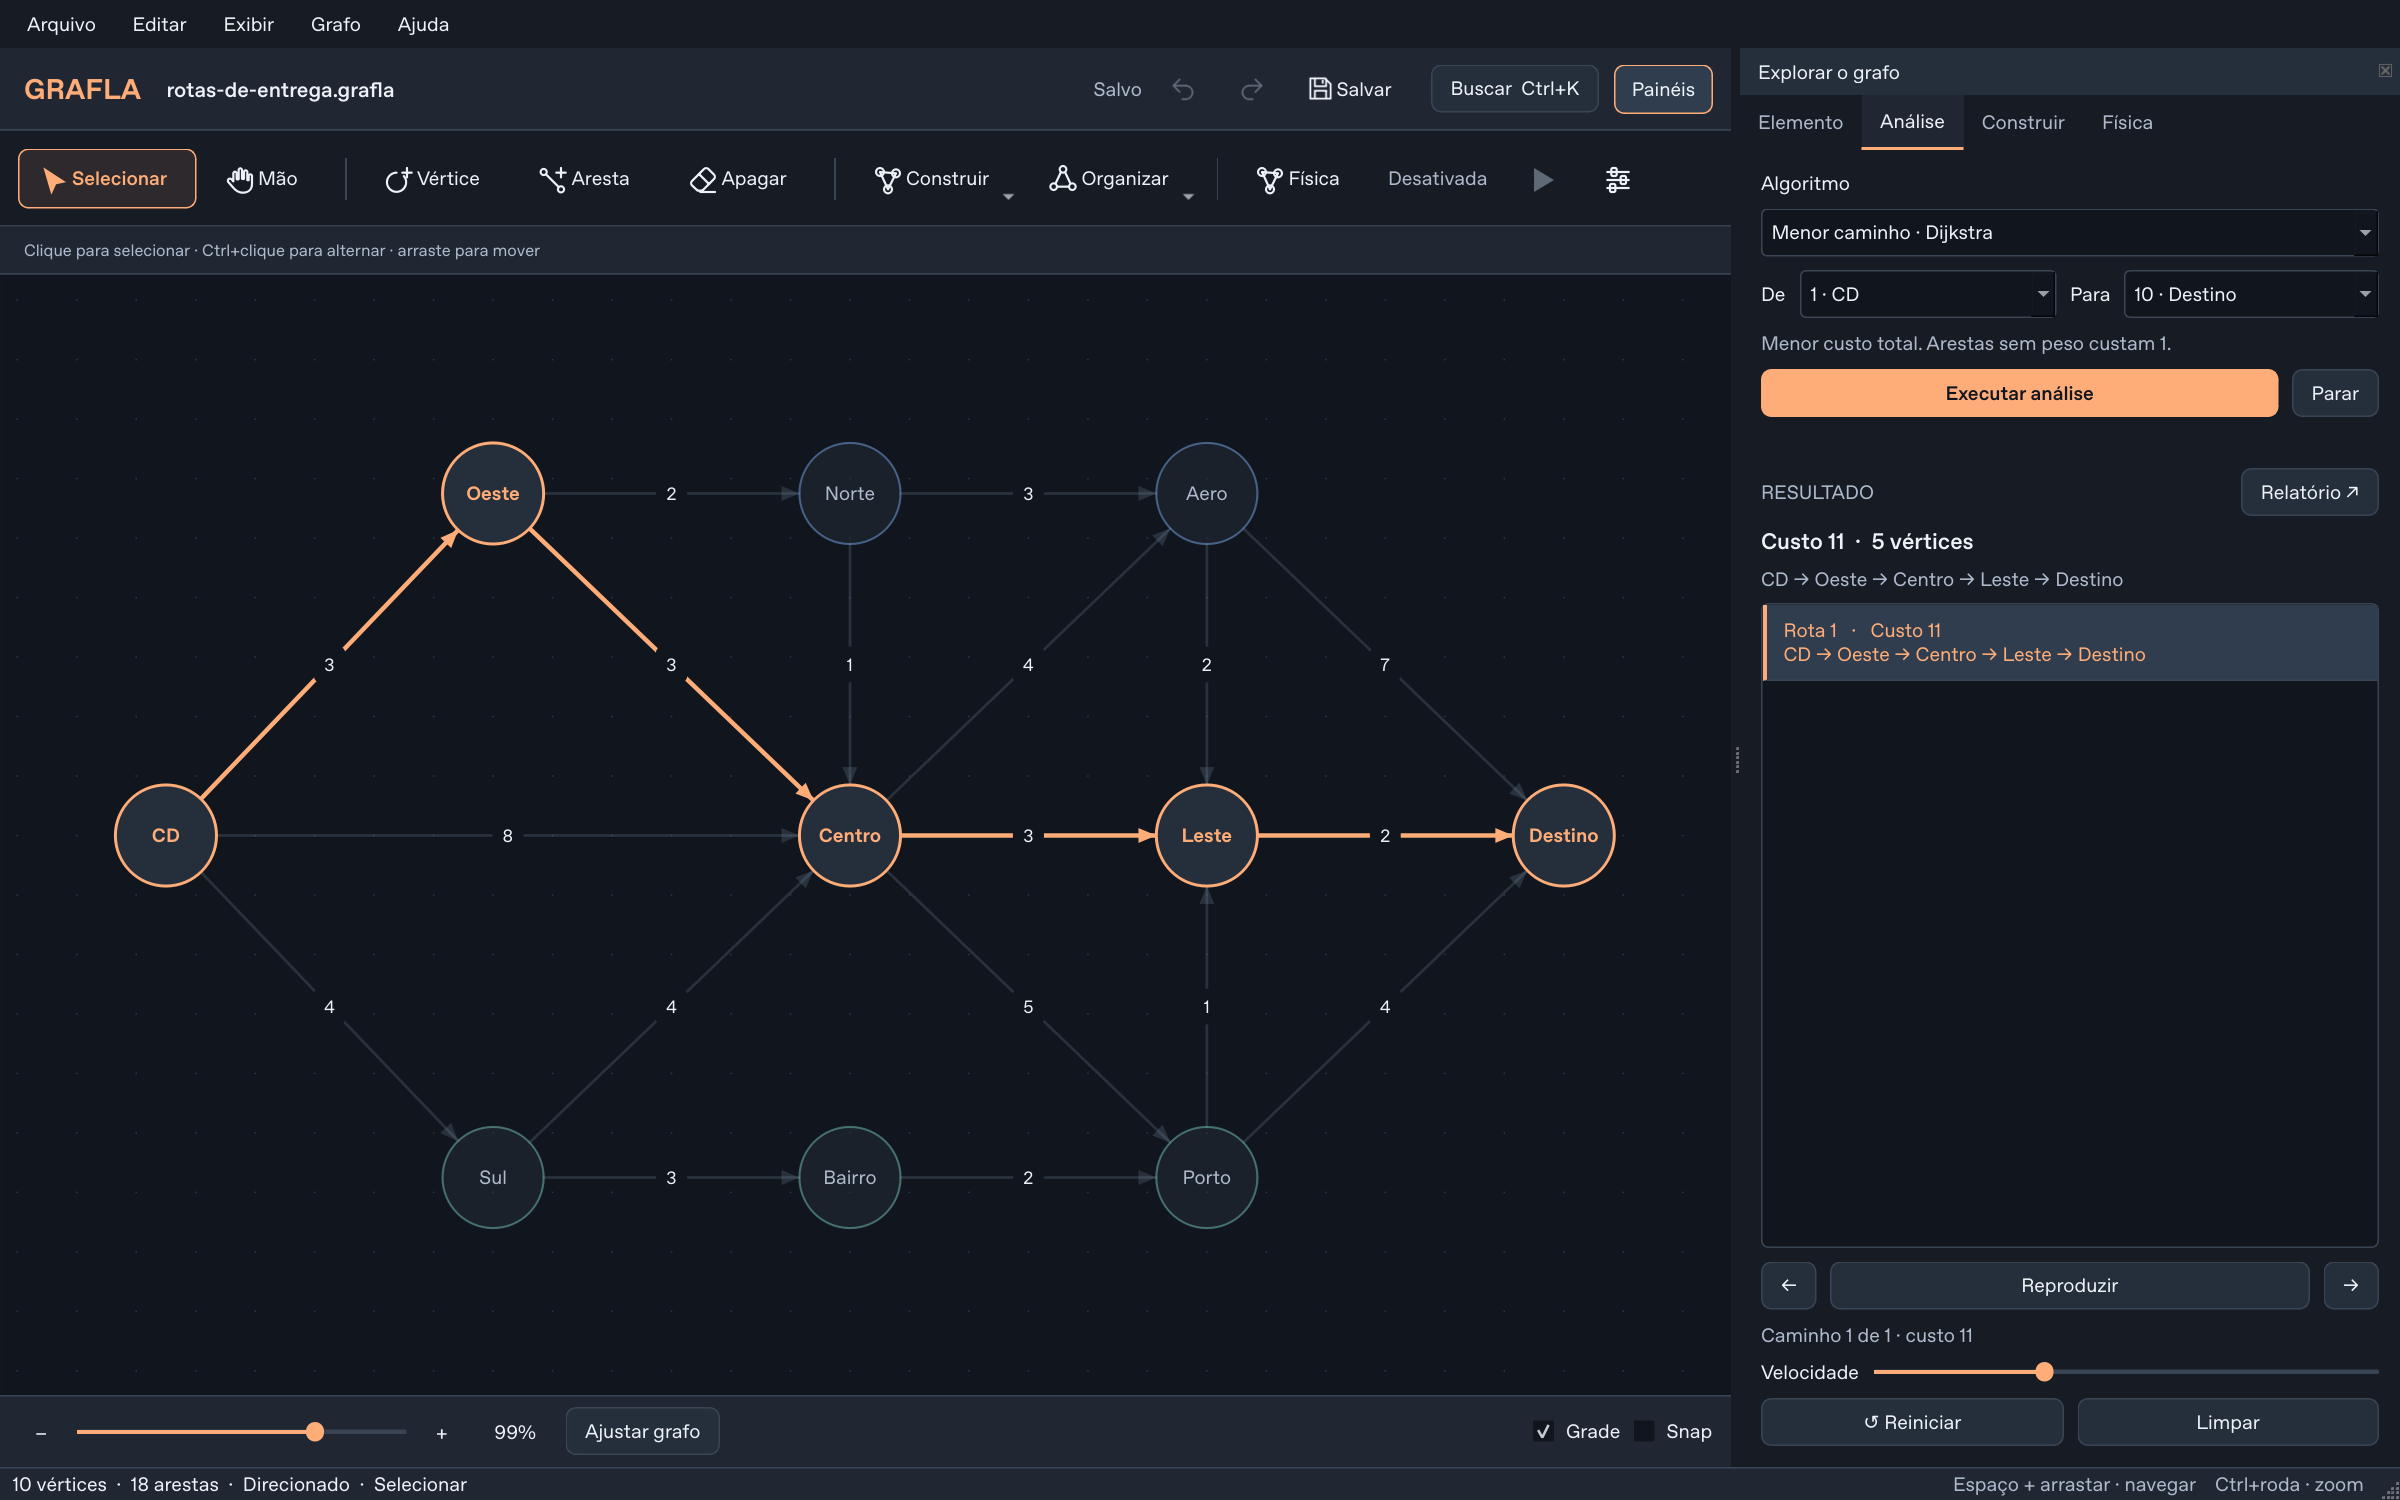 Arquivo Editar Exibir Grafo Ajuda
GRAFLA rotas-de-entrega.grafla Salvo Salvar Buscar Ctrl+K Painéis
Selecionar Mão Vértice Aresta Apagar Construir Organizar Física Desativada
Clique para selecionar · Ctrl+clique para alternar · arraste para mover
Oeste 2 Norte 3 Aero
3 3 1 4 2 7
CD 8 Centro 3 Leste 2 Destino
4 4 5 1 4
Sul 3 Bairro 2 Porto
− + 99% Ajustar grafo Grade Snap
10 vértices · 18 arestas · Direcionado · Selecionar
Explorar o grafo
Elemento Análise Construir Física
Algoritmo
Menor caminho · Dijkstra
De 1 · CD Para 10 · Destino
Menor custo total. Arestas sem peso custam 1.
Executar análise Parar
RESULTADO Relatório ↗
Custo 11 · 5 vértices
CD → Oeste → Centro → Leste → Destino
Rota 1 · Custo 11
CD → Oeste → Centro → Leste → Destino
← Reproduzir →
Caminho 1 de 1 · custo 11
Velocidade
↺ Reiniciar Limpar
Espaço + arrastar · navegar Ctrl+roda · zoom